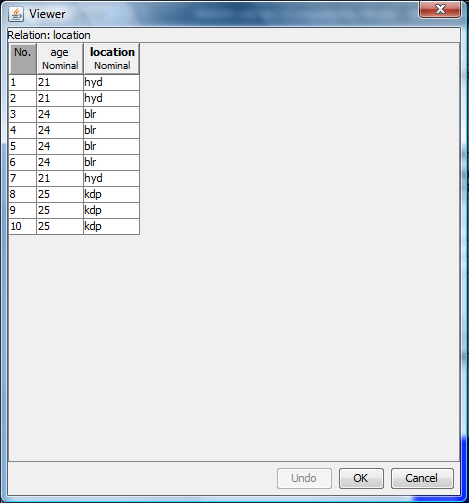 Viewer
Relation: location
No. age location
Nominal Nominal
1 21 hyd
2 21 hyd
3 24 blr
4 24 blr
5 24 blr
6 24 blr
7 21 hyd
8 25 kdp
9 25 kdp
10 25 kdp
Undo OK Cancel